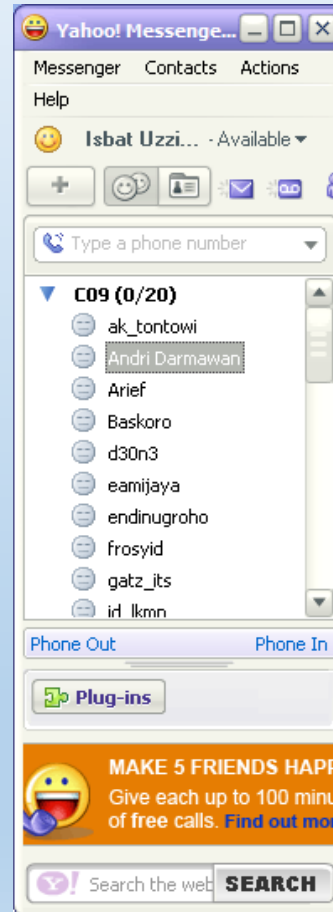 Yahoo! Messenge...
Messenger Contacts Actions
Help
Isbat Uzzi... - Available
Type a phone number
C09 (0/20)
ak_tontowi
Andri Darmawan
Arief
Baskoro
d30n3
eamijaya
endinugroho
frosyid
gatz_its
id_lkmn
Phone Out Phone In
Plug-ins
MAKE 5 FRIENDS HAPP
Give each up to 100 minu
of free calls. Find out mor
Search the web SEARCH